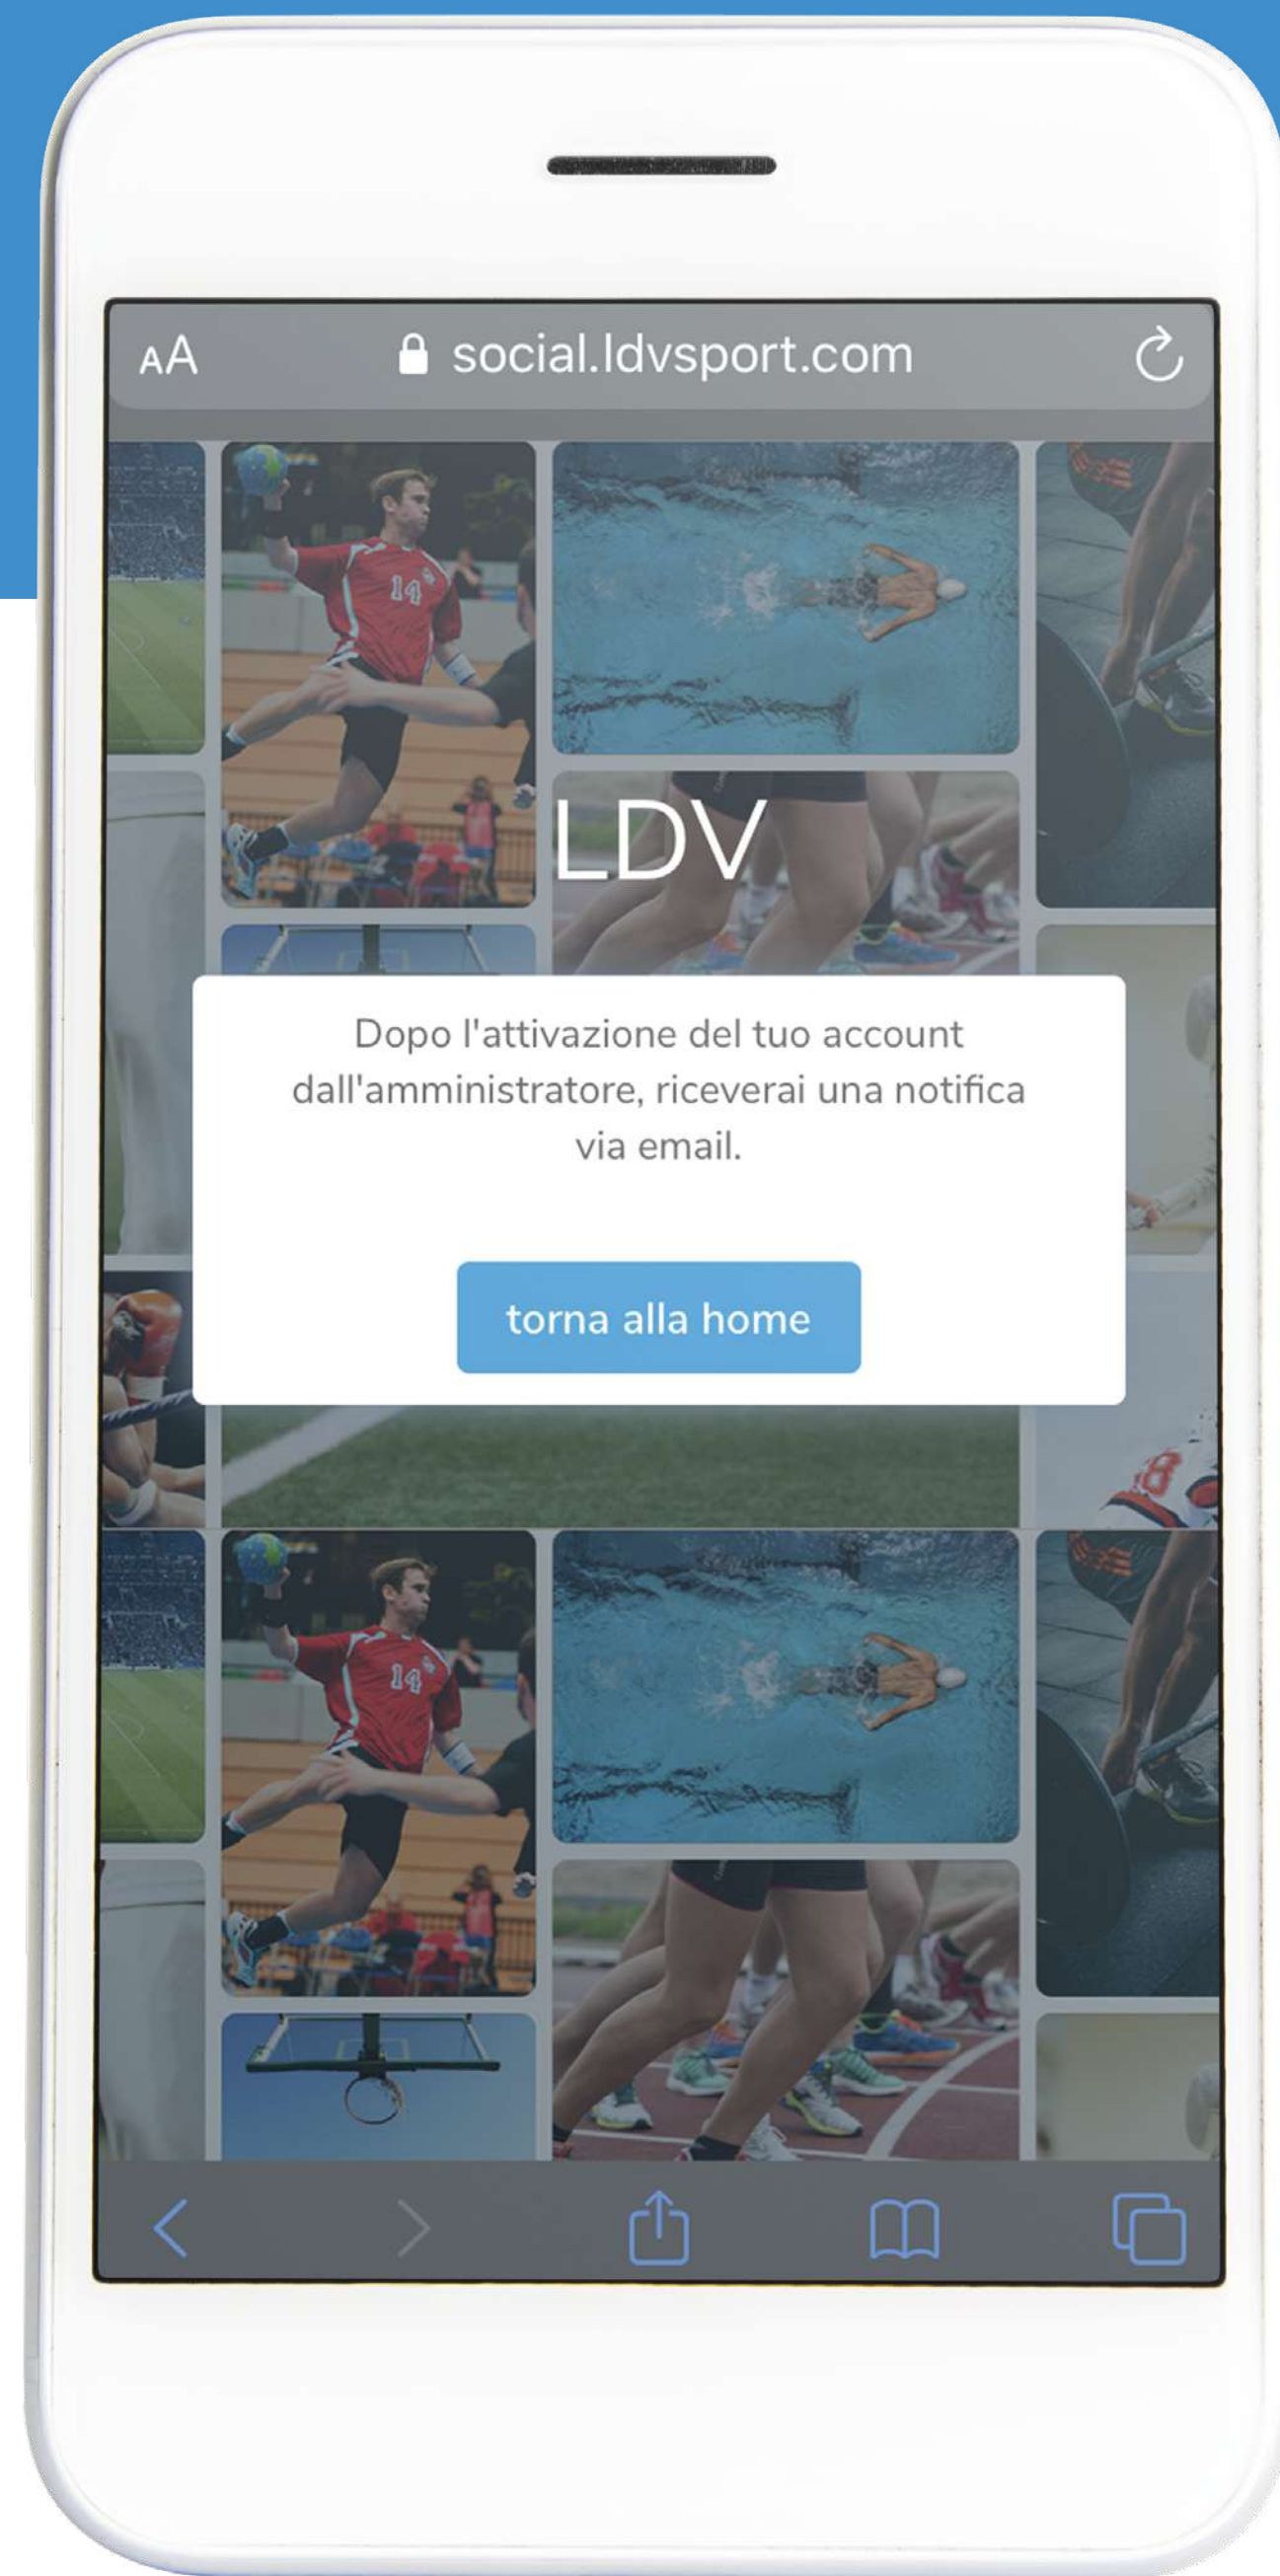 AA social.ldvsport.com
14
LDV
Dopo l'attivazione del tuo account
dall'amministratore, riceverai una notifica
via email.
torna alla home
8
14